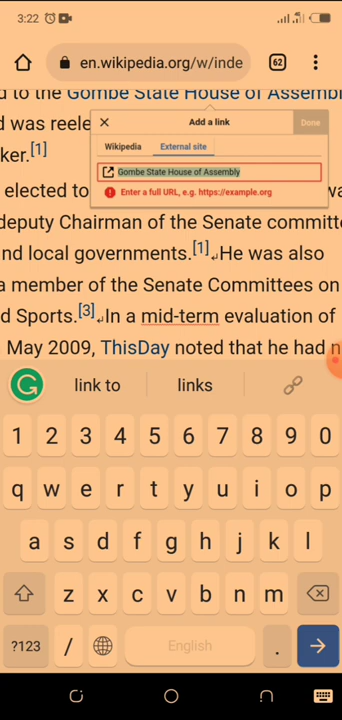 3:22
en.wikipedia.org/w/inde
62
d to the Gombe State House of Assembl
Add a link
Done
d was reele
Wikipedia
External site
ker.[1]
Gombe State House of Assembly
Enter a full URL, e.g. https://example.org
elected to
deputy Chairman of the Senate committ
nd local governments.[1] He was also
a member of the Senate Committees on
d Sports.[3] In a mid-term evaluation of
May 2009, ThisDay noted that he had n
link to
links
1 2 3 4 5 6 7 8 9 0
q w e r t y u i o p
a s d f g h j k l
z x c v b n m
?123 / English .